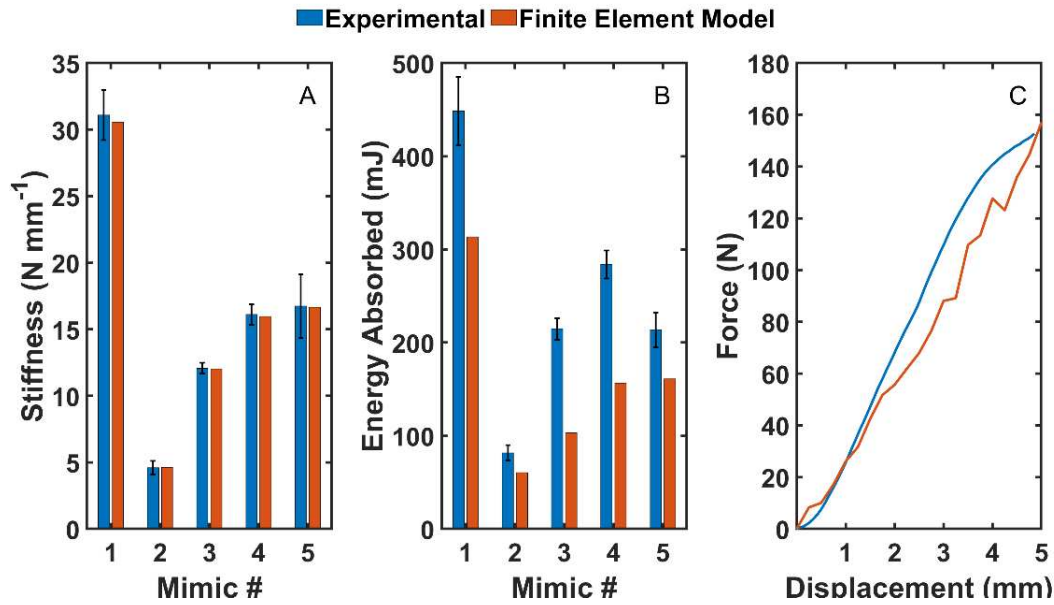 Experimental Finite Element Model
A
Stiffness (N mm⁻¹)
35
30
25
20
15
10
5
0
1 2 3 4 5
Mimic #
B
Energy Absorbed (mJ)
500
400
300
200
100
0
1 2 3 4 5
Mimic #
C
Force (N)
180
160
140
120
100
80
60
40
20
0
1 2 3 4 5
Displacement (mm)